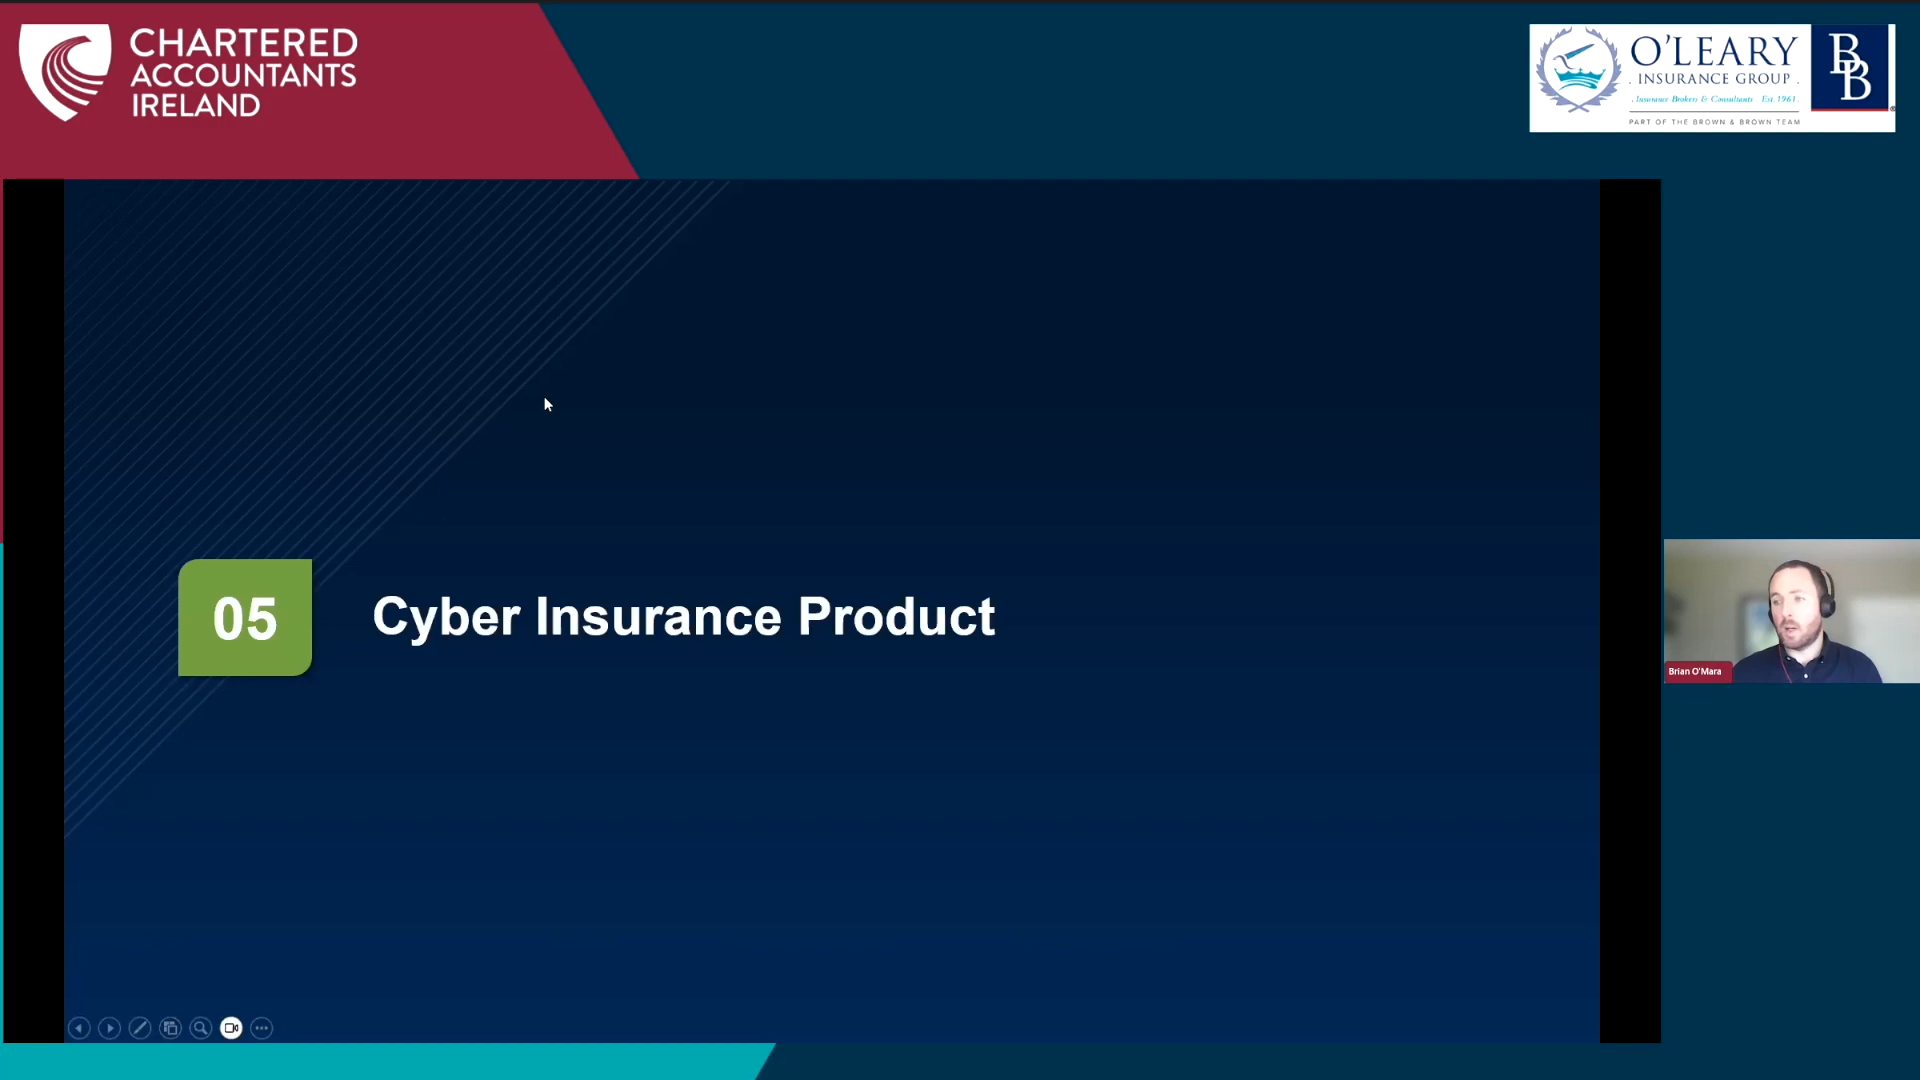 CHARTERED
ACCOUNTANTS
IRELAND
O'LEARY
. INSURANCE GROUP .
. Insurance Brokers & Consultants Est. 1961.
PART OF THE BROWN & BROWN TEAM
BB
®
05
Cyber Insurance Product
Brian O'Mara